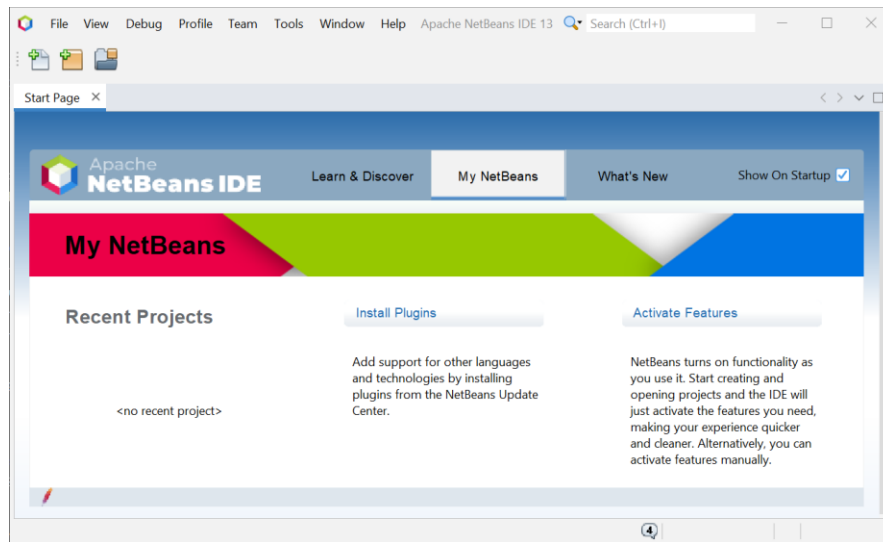 File View Debug Profile Team Tools Window Help Apache NetBeans IDE 13 Search (Ctrl+I)
Start Page
Apache
NetBeans IDE
Learn & Discover
My NetBeans
What's New
Show On Startup
My NetBeans
Recent Projects
<no recent project>
Install Plugins
Add support for other languages
and technologies by installing
plugins from the NetBeans Update
Center.
Activate Features
NetBeans turns on functionality as
you use it. Start creating and
opening projects and the IDE will
just activate the features you need,
making your experience quicker
and cleaner. Alternatively, you can
activate features manually.
4